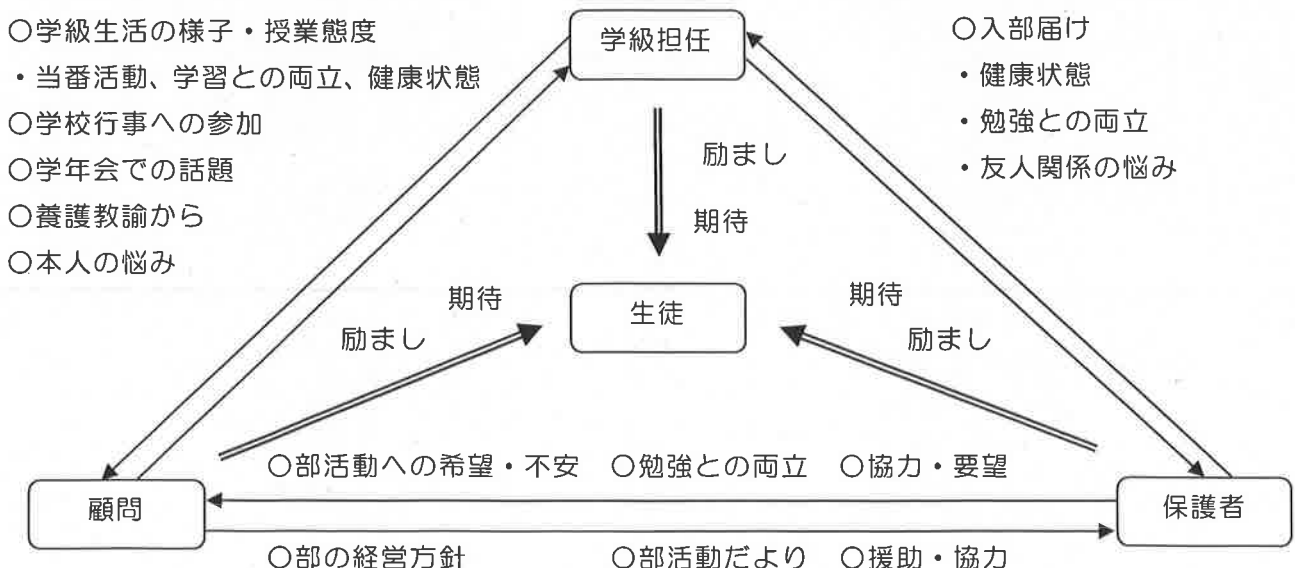 ○学級生活の様子・授業態度
・当番活動、学習との両立、健康状態
○学校行事への参加
○学年会での話題
○養護教諭から
○本人の悩み
学級担任
○入部届け
・健康状態
・勉強との両立
・友人関係の悩み
励まし
期待
生徒
期待
励まし
期待
励まし
○部活動への希望・不安 ○勉強との両立 ○協力・要望
顧問
保護者
○部の経営方針 ○部活動だより ○援助・協力